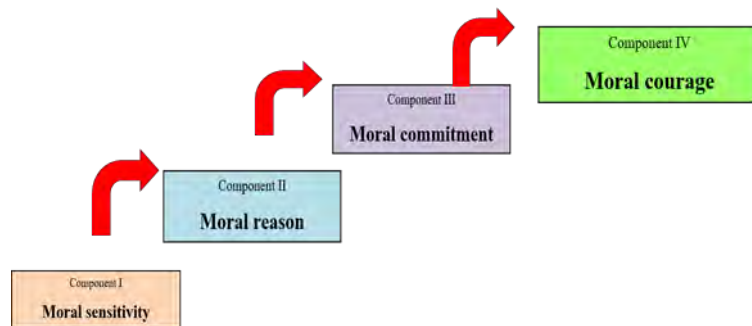 Component I
Moral sensitivity
Component II
Moral reason
Component III
Moral commitment
Component IV
Moral courage